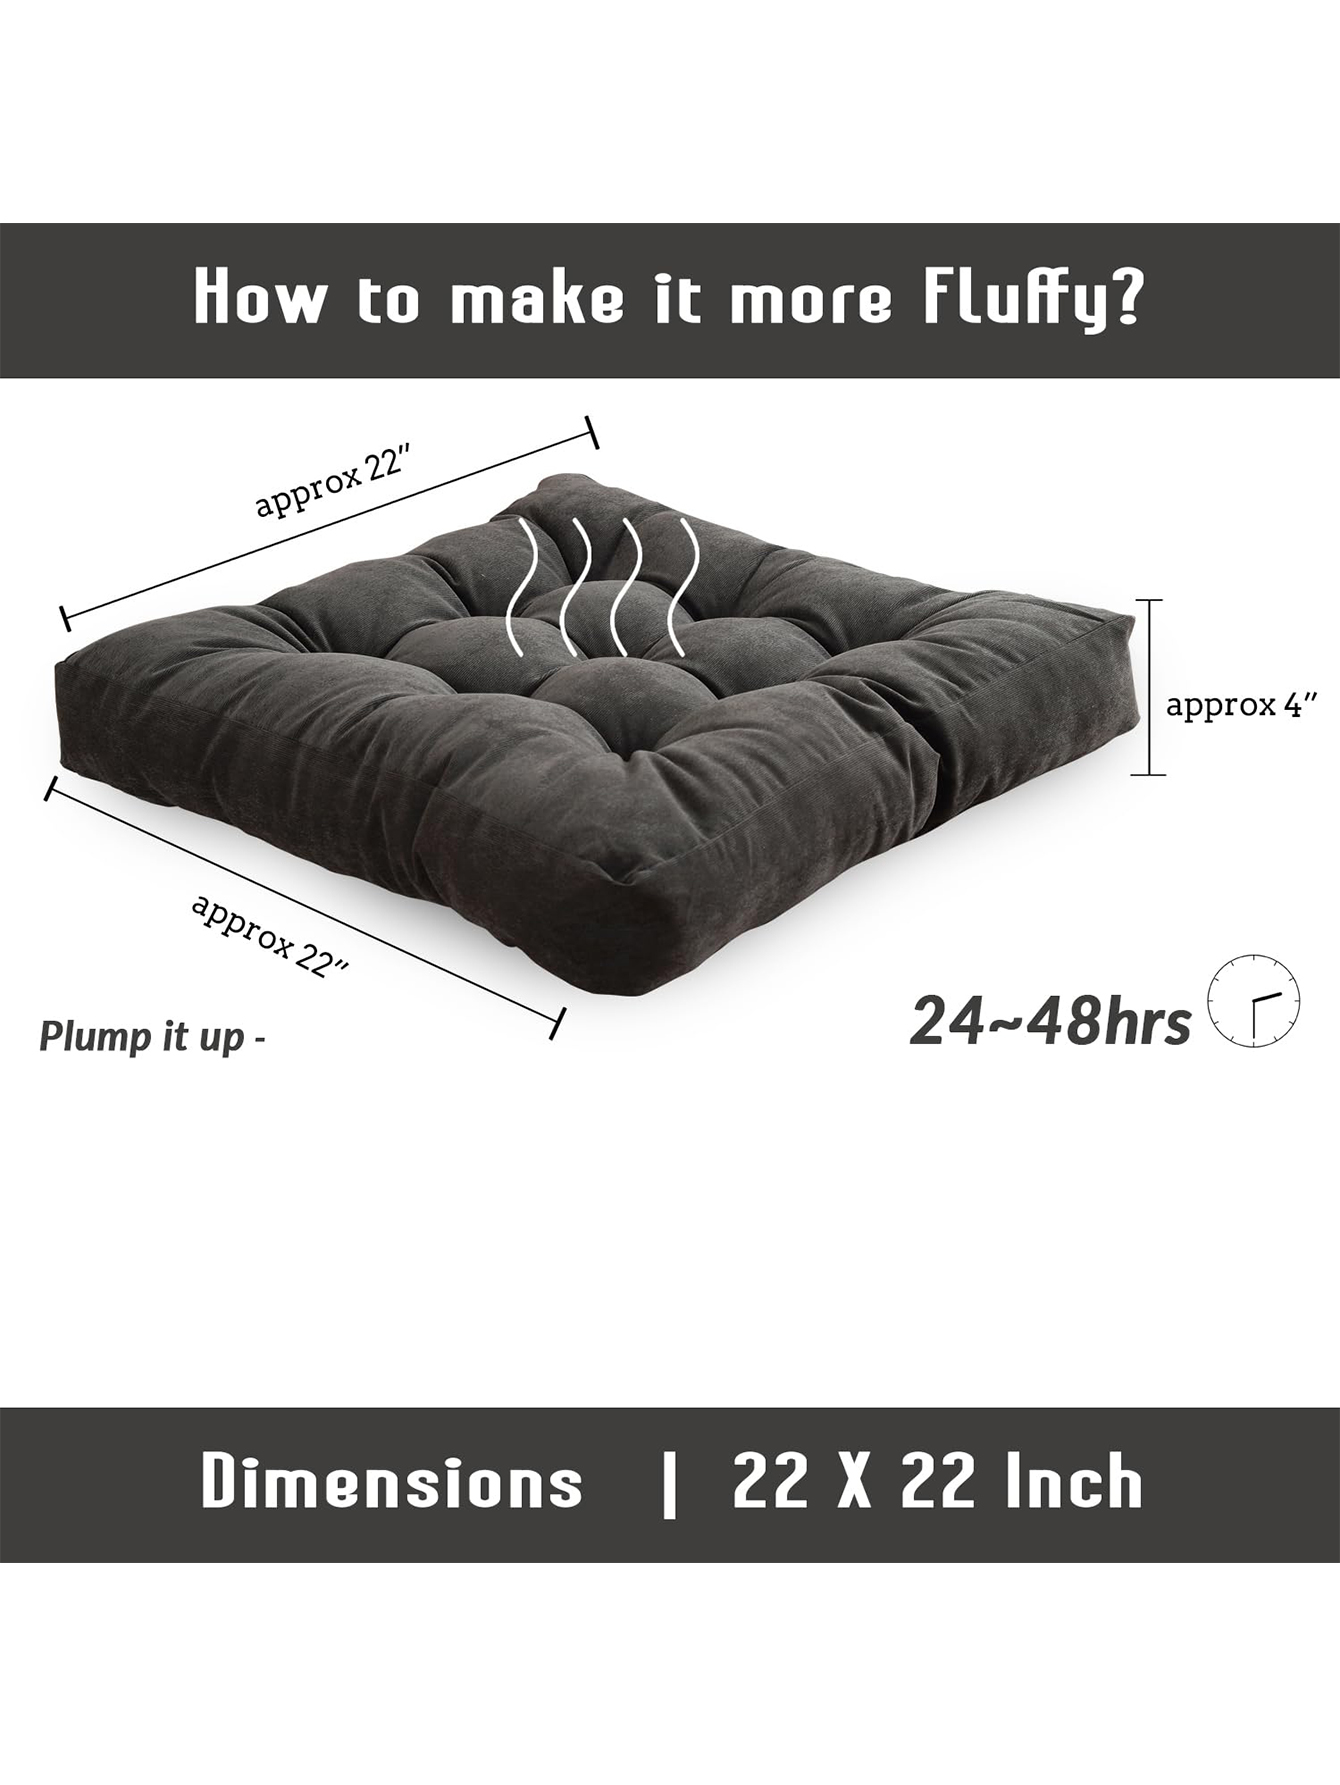 How to make it more Fluffy?
approx 22"
approx 4"
approx 22"
Plump it up -
24~48hrs
Dimensions | 22 X 22 Inch